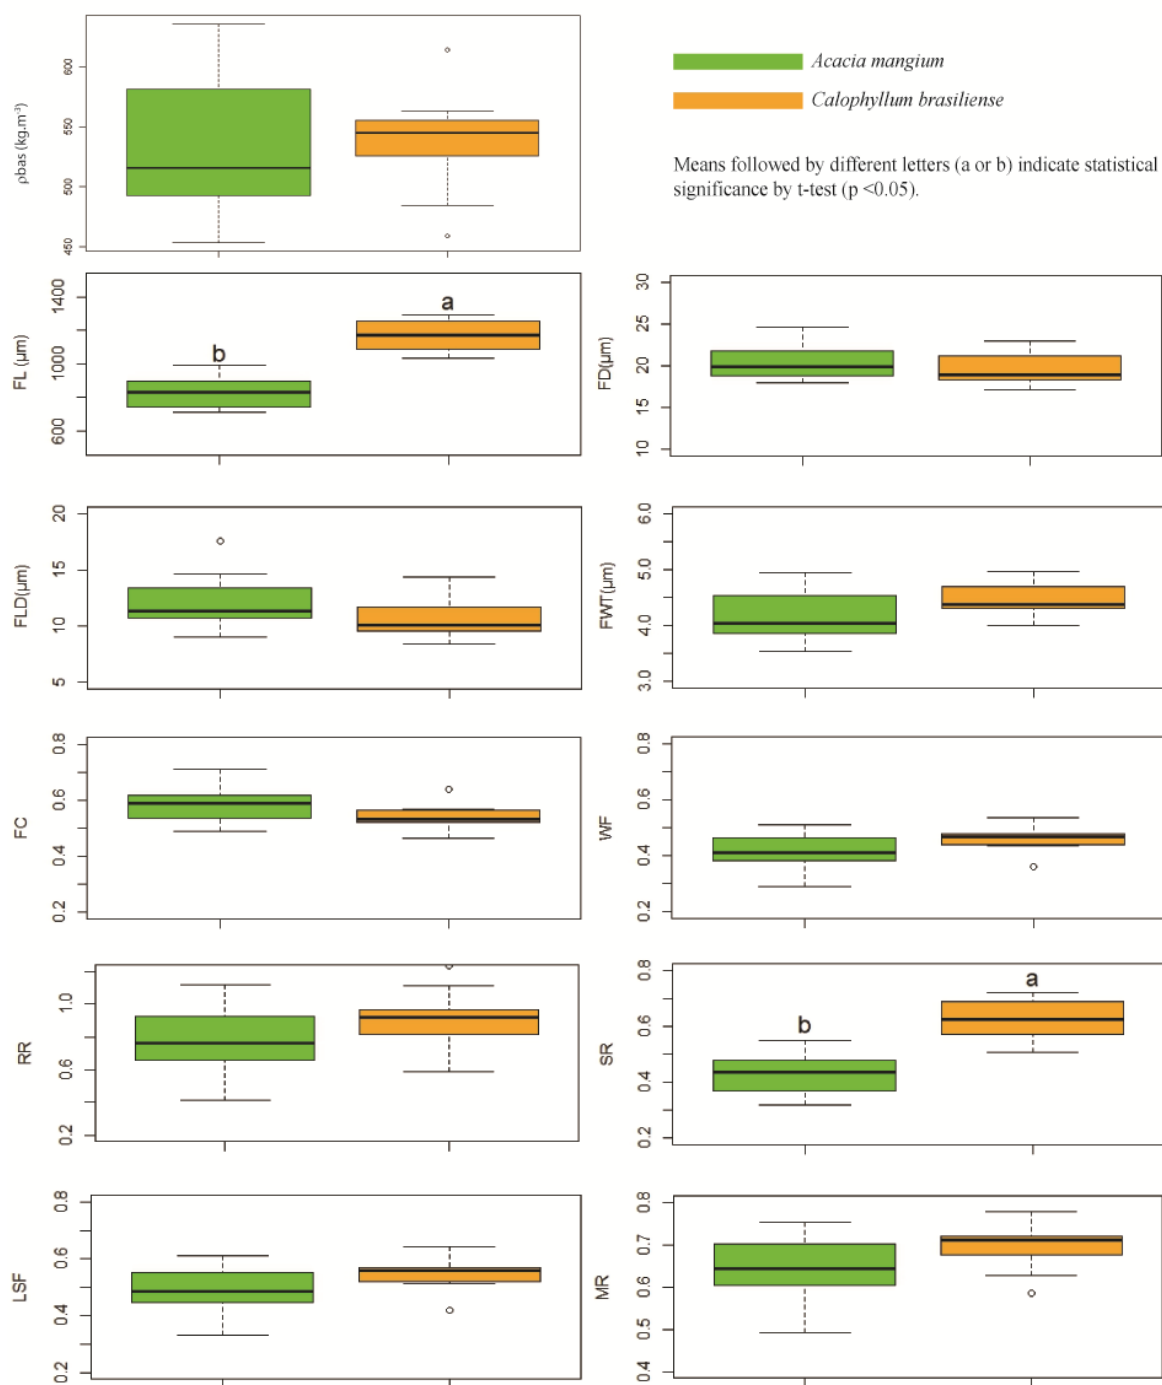 ρbas (kg.m⁻³)
600
550
500
450
Acacia mangium
Calophyllum brasiliense
Means followed by different letters (a or b) indicate statistical
significance by t-test (p <0.05).
FL (µm)
1400
1000
600
b
a
FD(µm)
30
25
20
15
10
FLD(µm)
20
15
10
5
FWT(µm)
6.0
5.0
4.0
3.0
FC
0.8
0.6
0.4
0.2
WF
0.8
0.6
0.4
0.2
RR
1.0
0.6
0.2
SR
0.8
0.6
0.4
0.2
b
a
LSF
0.8
0.6
0.4
0.2
MR
0.8
0.7
0.6
0.5
0.4